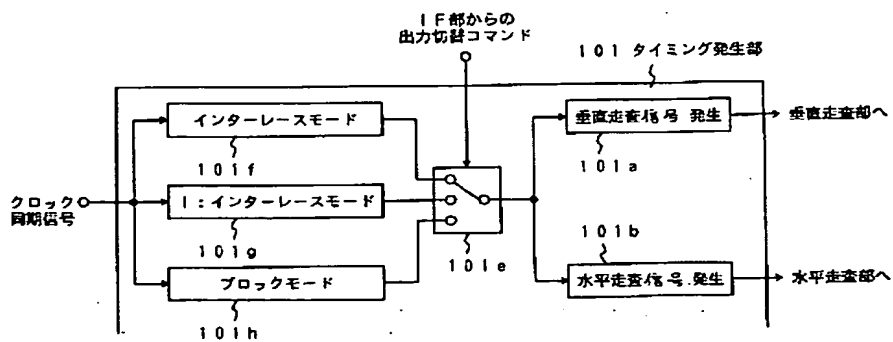 IF部からの
出力切替コマンド
101 タイミング発生部
インターレースモード
101f
クロック
同期信号
I:インターレースモード
101g
ブロックモード
101h
101e
垂直走査信号 発生
101a
垂直走査部へ
101b
水平走査信号.発生
水平走査部へ